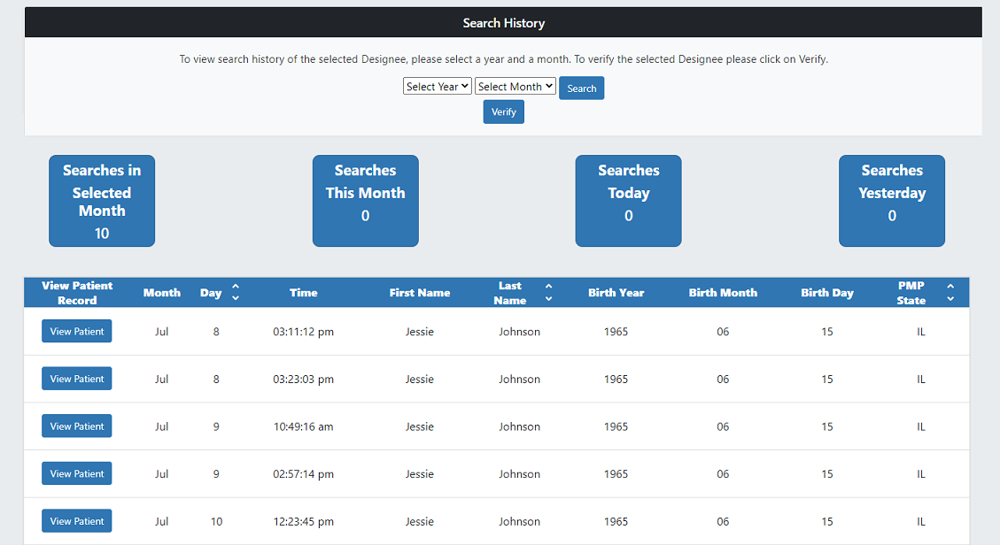 Search History
To view search history of the selected Designee, please select a year and a month. To verify the selected Designee please click on Verify.
Select Year Select Month Search
Verify
Searches in
Selected
Month
10
Searches
This Month
0
Searches
Today
0
Searches
Yesterday
0
View Patient Record Month Day Time First Name Last Name Birth Year Birth Month Birth Day PMP State
View Patient Jul 8 03:11:12 pm Jessie Johnson 1965 06 15 IL
View Patient Jul 8 03:23:03 pm Jessie Johnson 1965 06 15 IL
View Patient Jul 9 10:49:16 am Jessie Johnson 1965 06 15 IL
View Patient Jul 9 02:57:14 pm Jessie Johnson 1965 06 15 IL
View Patient Jul 10 12:23:45 pm Jessie Johnson 1965 06 15 IL